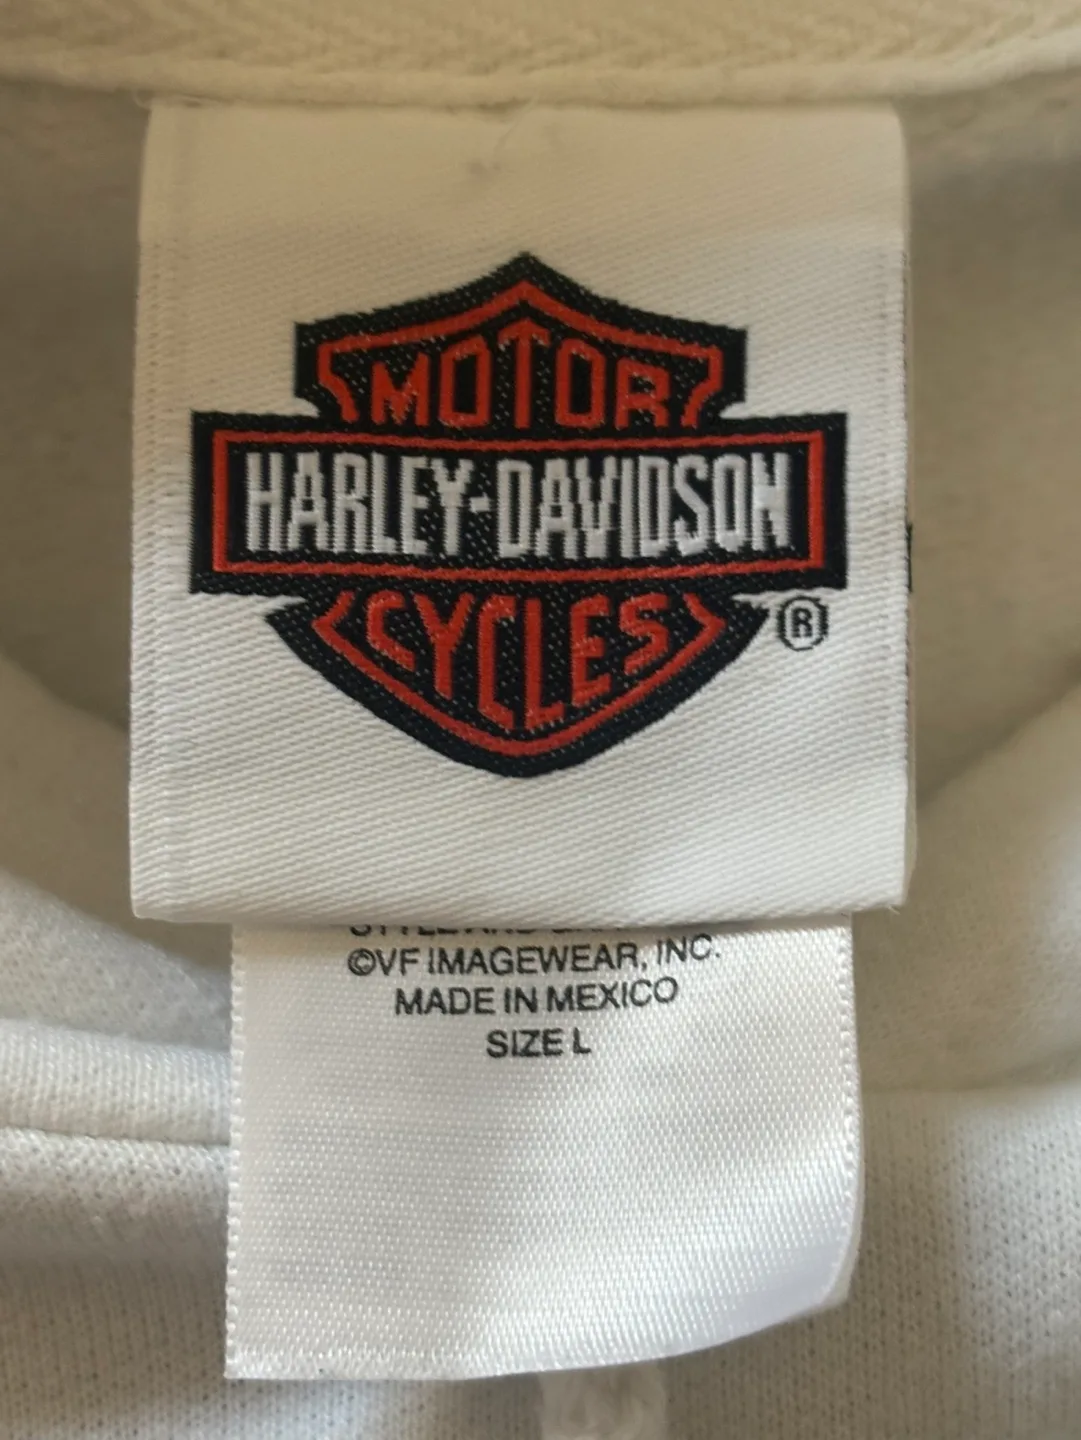 MOTOR
HARLEY-DAVIDSON
CYCLES
®
©VF IMAGEWEAR, INC.
MADE IN MEXICO
SIZE L